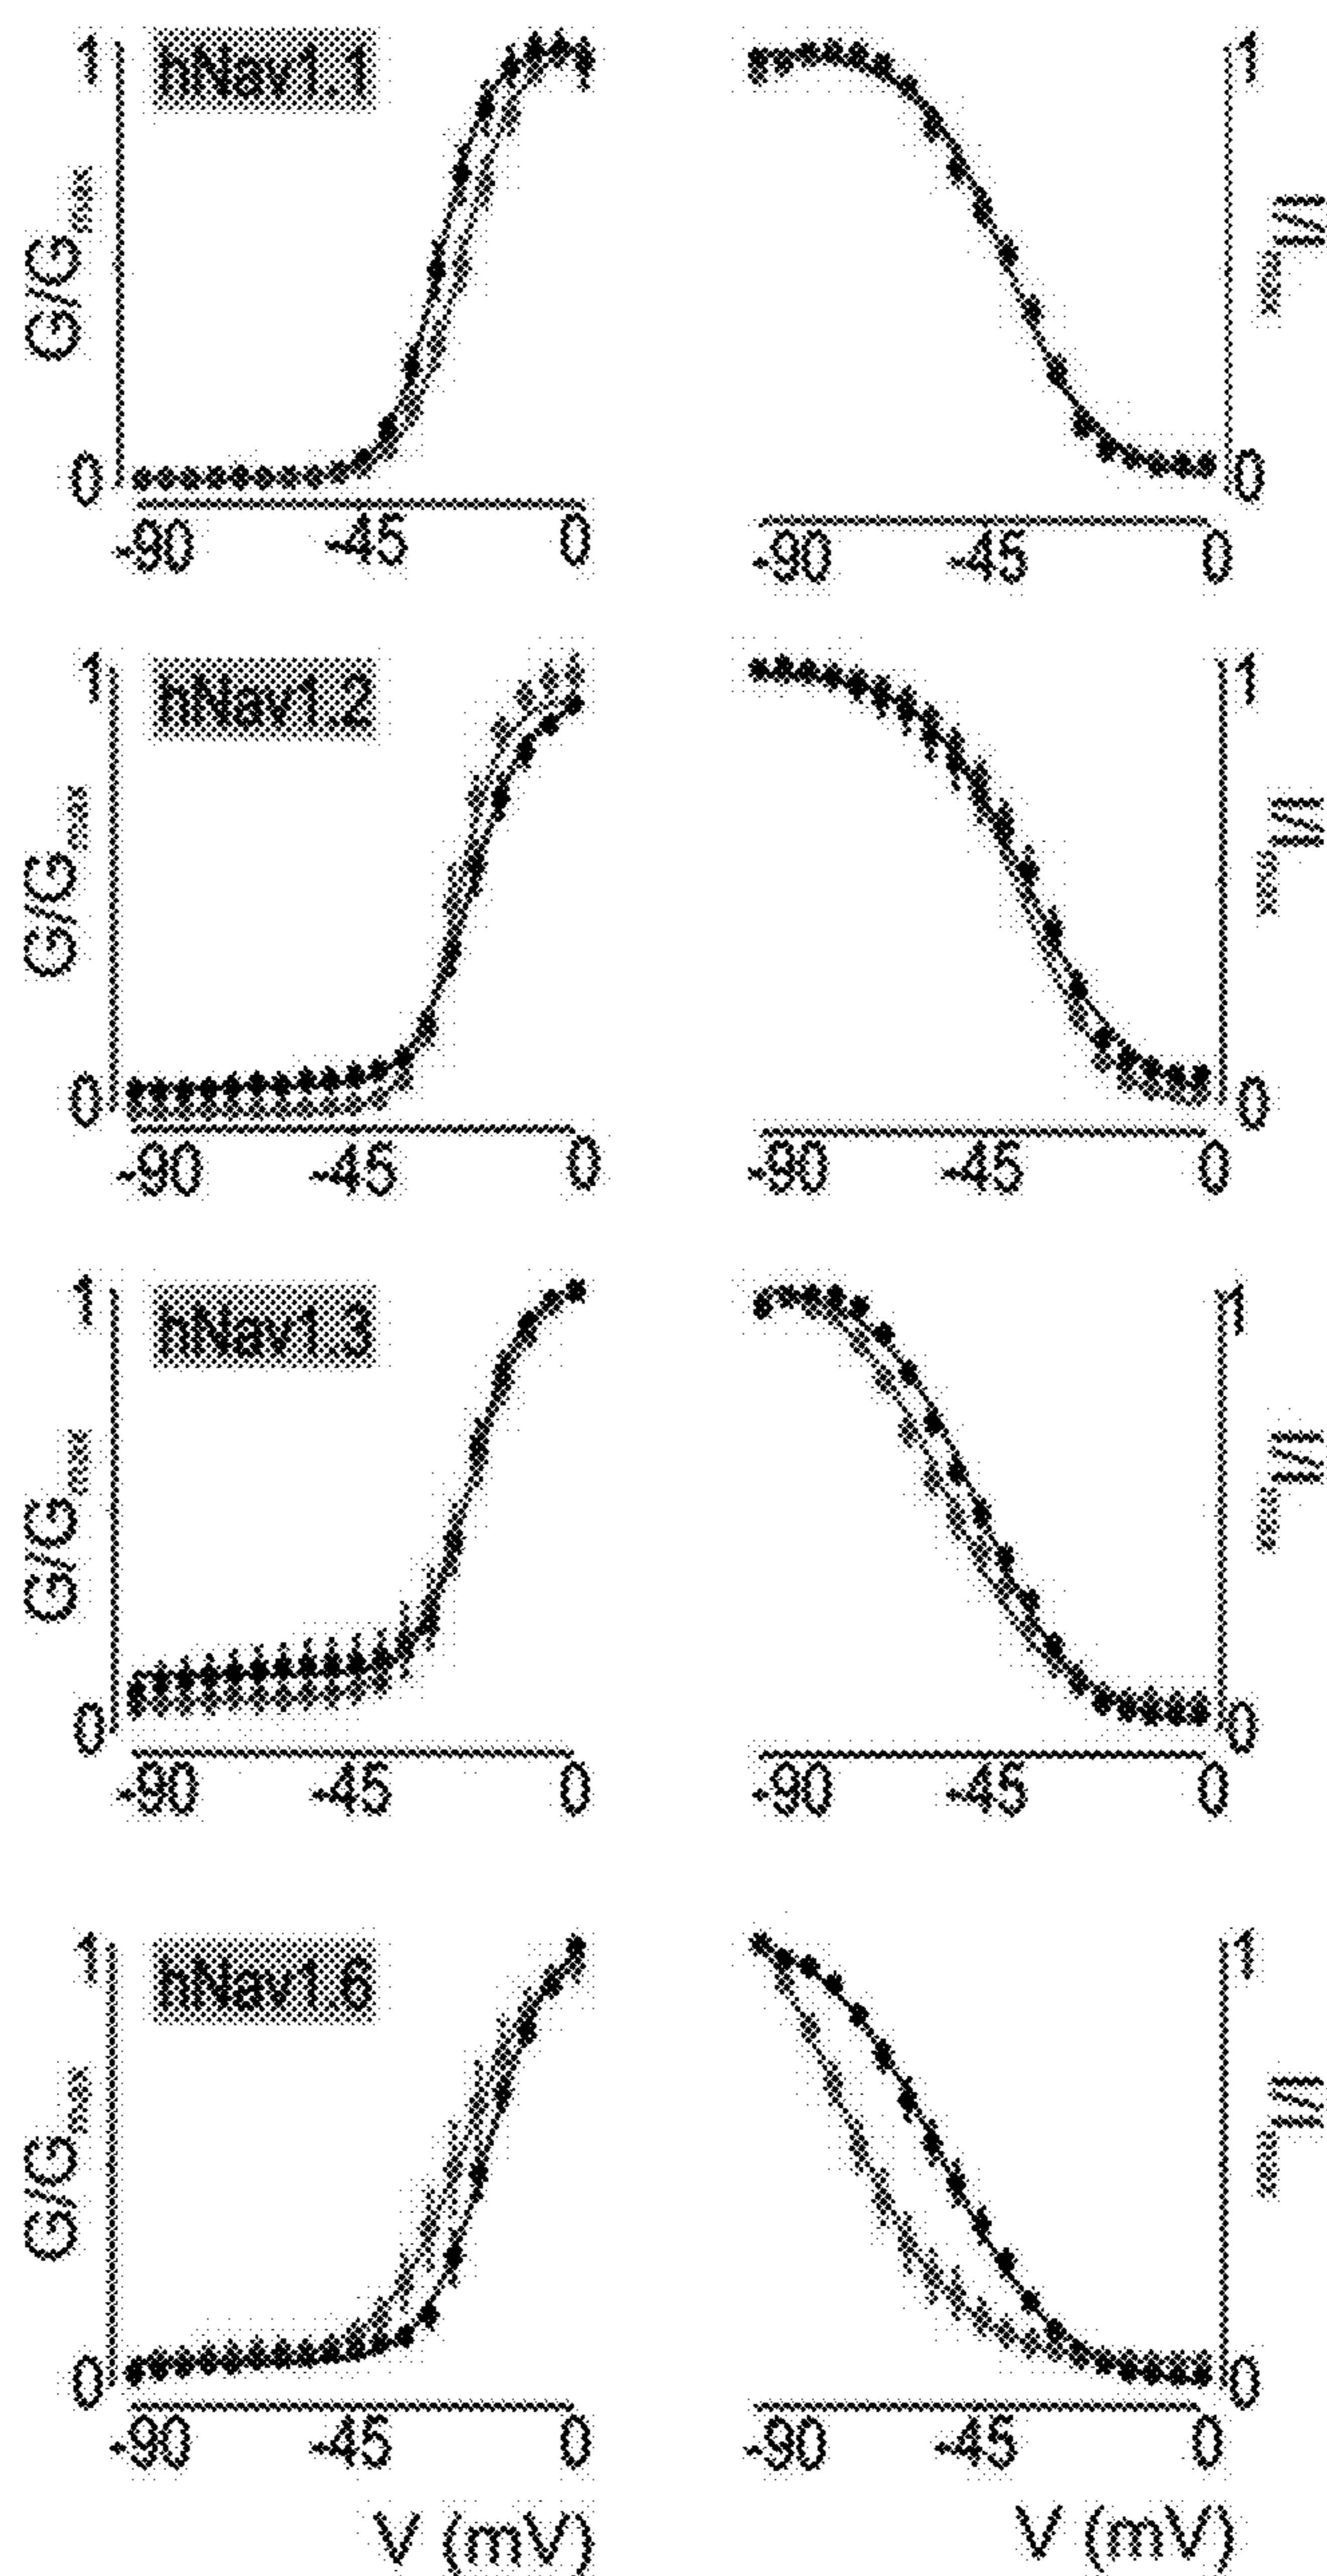 1 hNav1.1 1
G/Gmax I/Imax
0 0
-90 -45 0 -90 -45 0
1 hNav1.2 1
G/Gmax I/Imax
0 0
-90 -45 0 -90 -45 0
1 hNav1.3 1
G/Gmax I/Imax
0 0
-90 -45 0 -90 -45 0
1 hNav1.6 1
G/Gmax I/Imax
0 0
-90 -45 0 -90 -45 0
V (mV) V (mV)